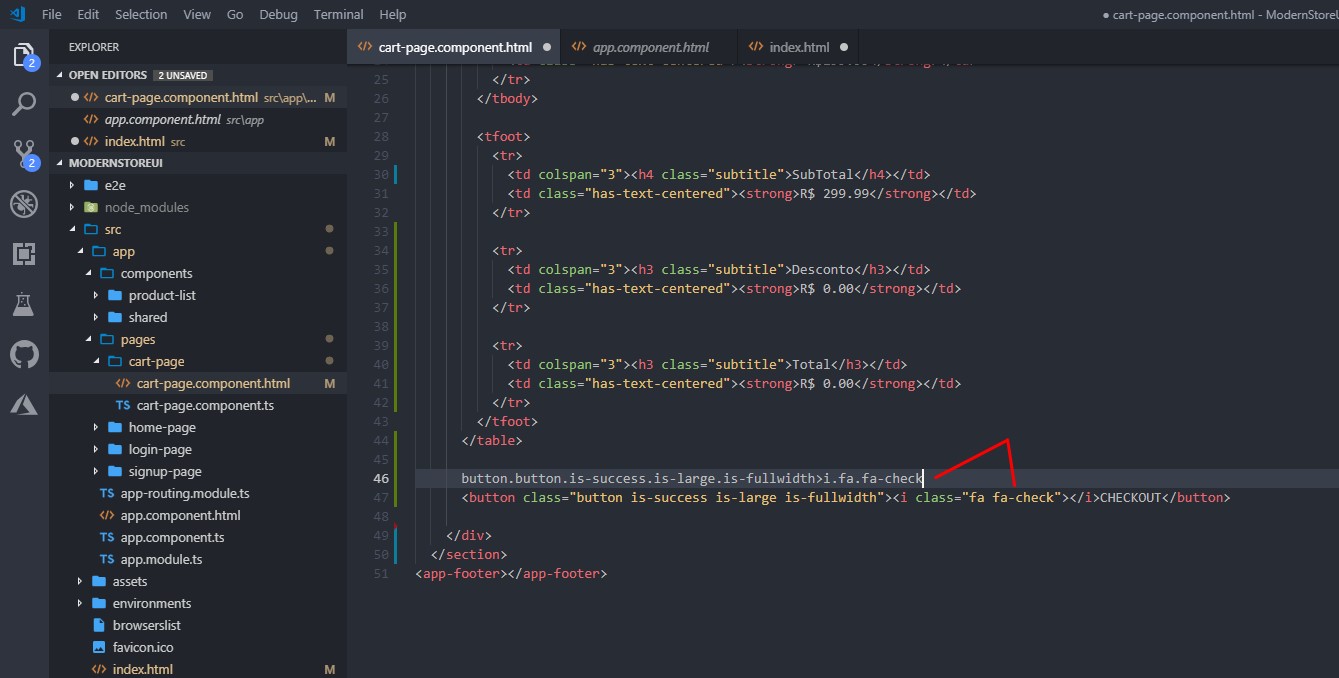 File Edit Selection View Go Debug Terminal Help
● cart-page.component.html - ModernStoreU
EXPLORER
OPEN EDITORS 2 UNSAVED
cart-page.component.html src\app\... M
app.component.html src\app
index.html src M
MODERNSTOREUI
e2e
node_modules
src
app
components
product-list
shared
pages
cart-page
cart-page.component.html M
cart-page.component.ts
home-page
login-page
signup-page
app-routing.module.ts
app.component.html
app.component.ts
app.module.ts
assets
environments
browserslist
favicon.ico
index.html M
2
2
cart-page.component.html ● app.component.html index.html ●
25 </tr>
26 </tbody>
27
28 <tfoot>
29 <tr>
30 <td colspan="3"><h4 class="subtitle">SubTotal</h4></td>
31 <td class="has-text-centered"><strong>R$ 299.99</strong></td>
32 </tr>
33
34 <tr>
35 <td colspan="3"><h3 class="subtitle">Desconto</h3></td>
36 <td class="has-text-centered"><strong>R$ 0.00</strong></td>
37 </tr>
38
39 <tr>
40 <td colspan="3"><h3 class="subtitle">Total</h3></td>
41 <td class="has-text-centered"><strong>R$ 0.00</strong></td>
42 </tr>
43 </tfoot>
44 </table>
45
46 button.button.is-success.is-large.is-fullwidth>i.fa.fa-check
47 <button class="button is-success is-large is-fullwidth"><i class="fa fa-check"></i>CHECKOUT</button>
48
49 </div>
50 </section>
51 <app-footer></app-footer>